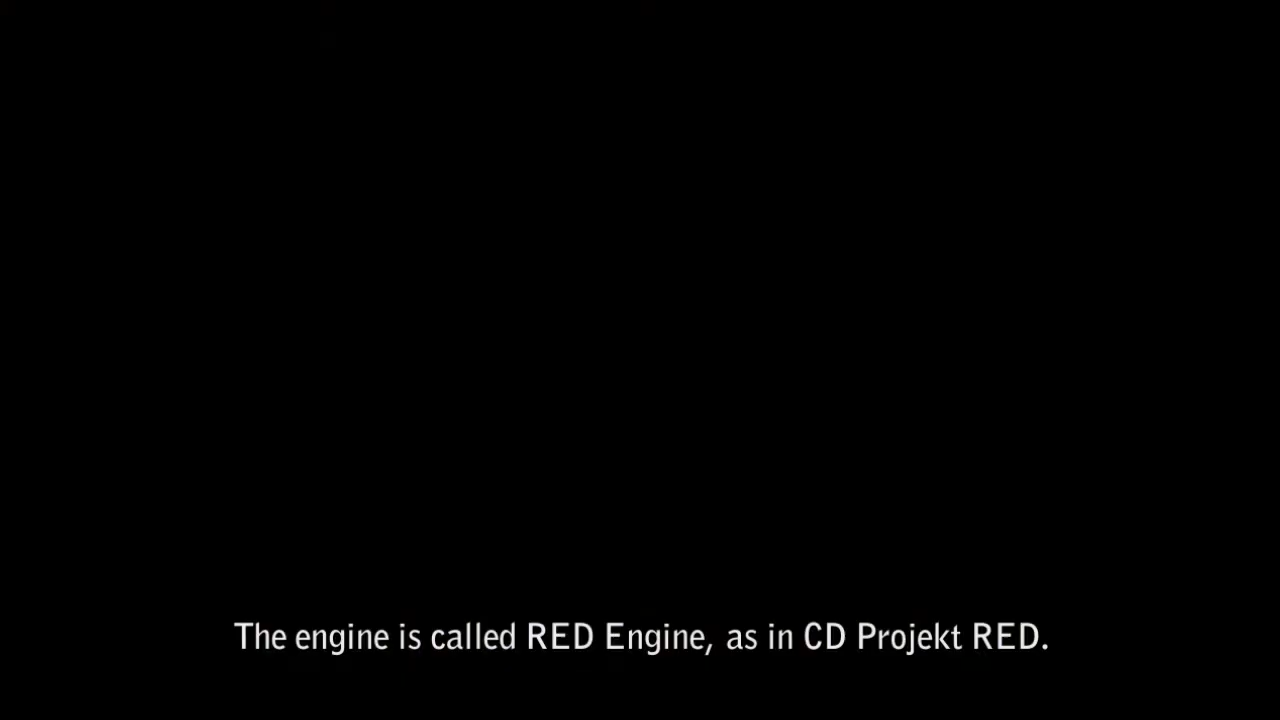 The engine is called RED Engine, as in CD Projekt RED.